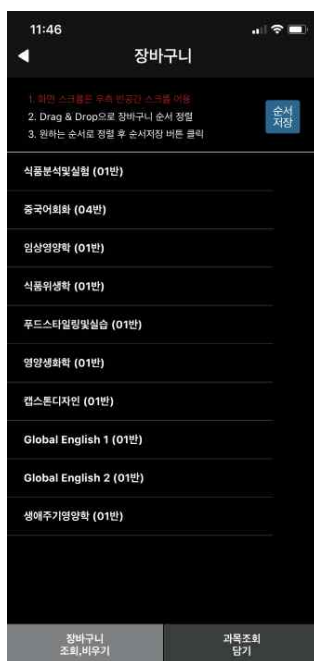 11:46
장바구니
1. 화면 스크롤은 우측 빈공간 스크롤 이용
2. Drag & Drop으로 장바구니 순서 정렬
3. 원하는 순서로 정렬 후 순서저장 버튼 클릭
순서
저장
식품분석및실험 (01반)
중국어회화 (04반)
임상영양학 (01반)
식품위생학 (01반)
푸드스타일링및실습 (01반)
영양생화학 (01반)
캡스톤디자인 (01반)
Global English 1 (01반)
Global English 2 (01반)
생애주기영양학 (01반)
장바구니
조회,비우기
과목조회
담기